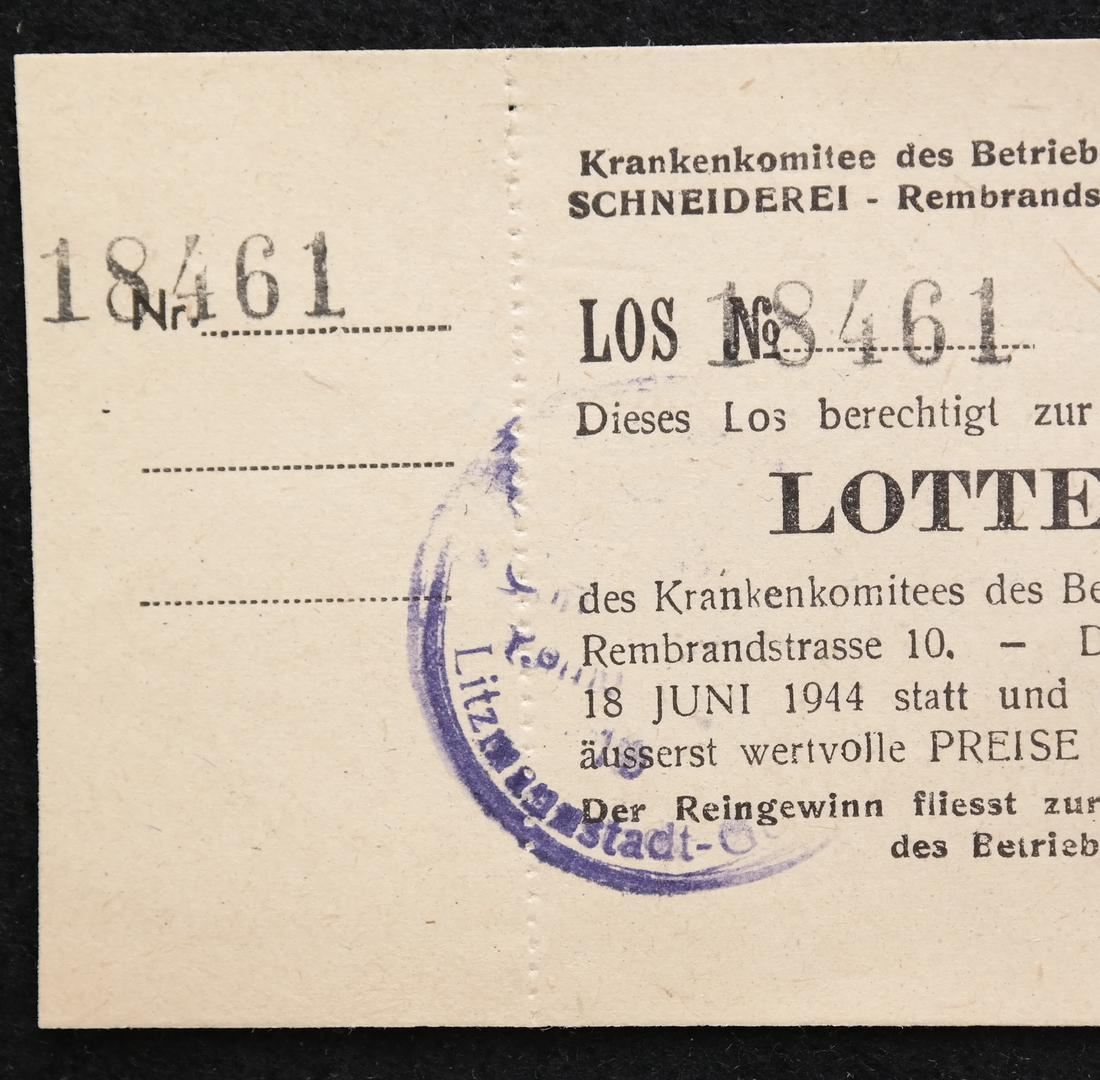 18461
Nr.
Krankenkomitee des Betrieb
SCHNEIDEREI - Rembrands
LOS № 18461
Dieses Los berechtigt zur
LOTTE
des Krankenkomitees des Be
Rembrandstrasse 10. — D
18 JUNI 1944 statt und
äusserst wertvolle PREISE
Der Reingewinn fliesst zur
des Betrieb
Litzmannstadt-